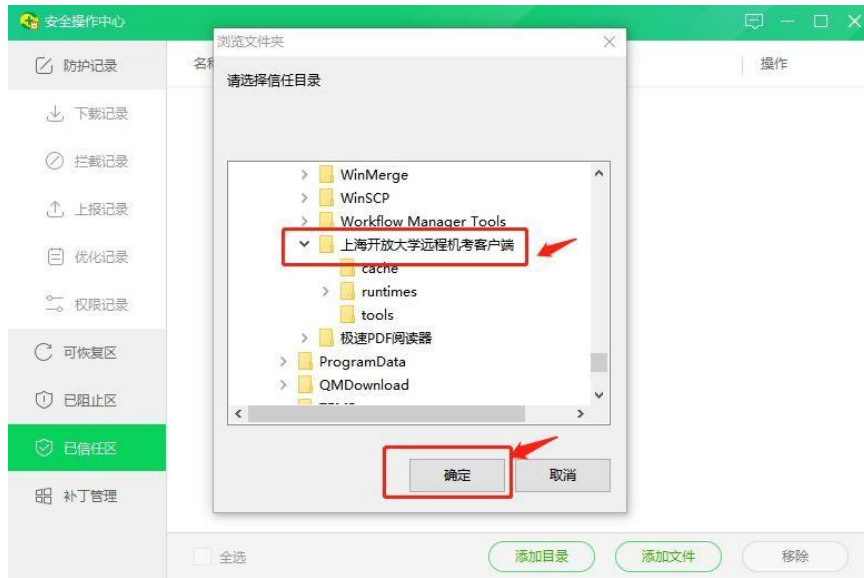 安全操作中心
防护记录
下载记录
拦截记录
上报记录
优化记录
权限记录
可恢复区
已阻止区
已信任区
补丁管理
操作
浏览文件夹
请选择信任目录
WinMerge
WinSCP
Workflow Manager Tools
上海开放大学远程机考客户端
cache
runtimes
tools
极速PDF阅读器
ProgramData
QMDownload
确定 取消
全选 添加目录 添加文件 移除